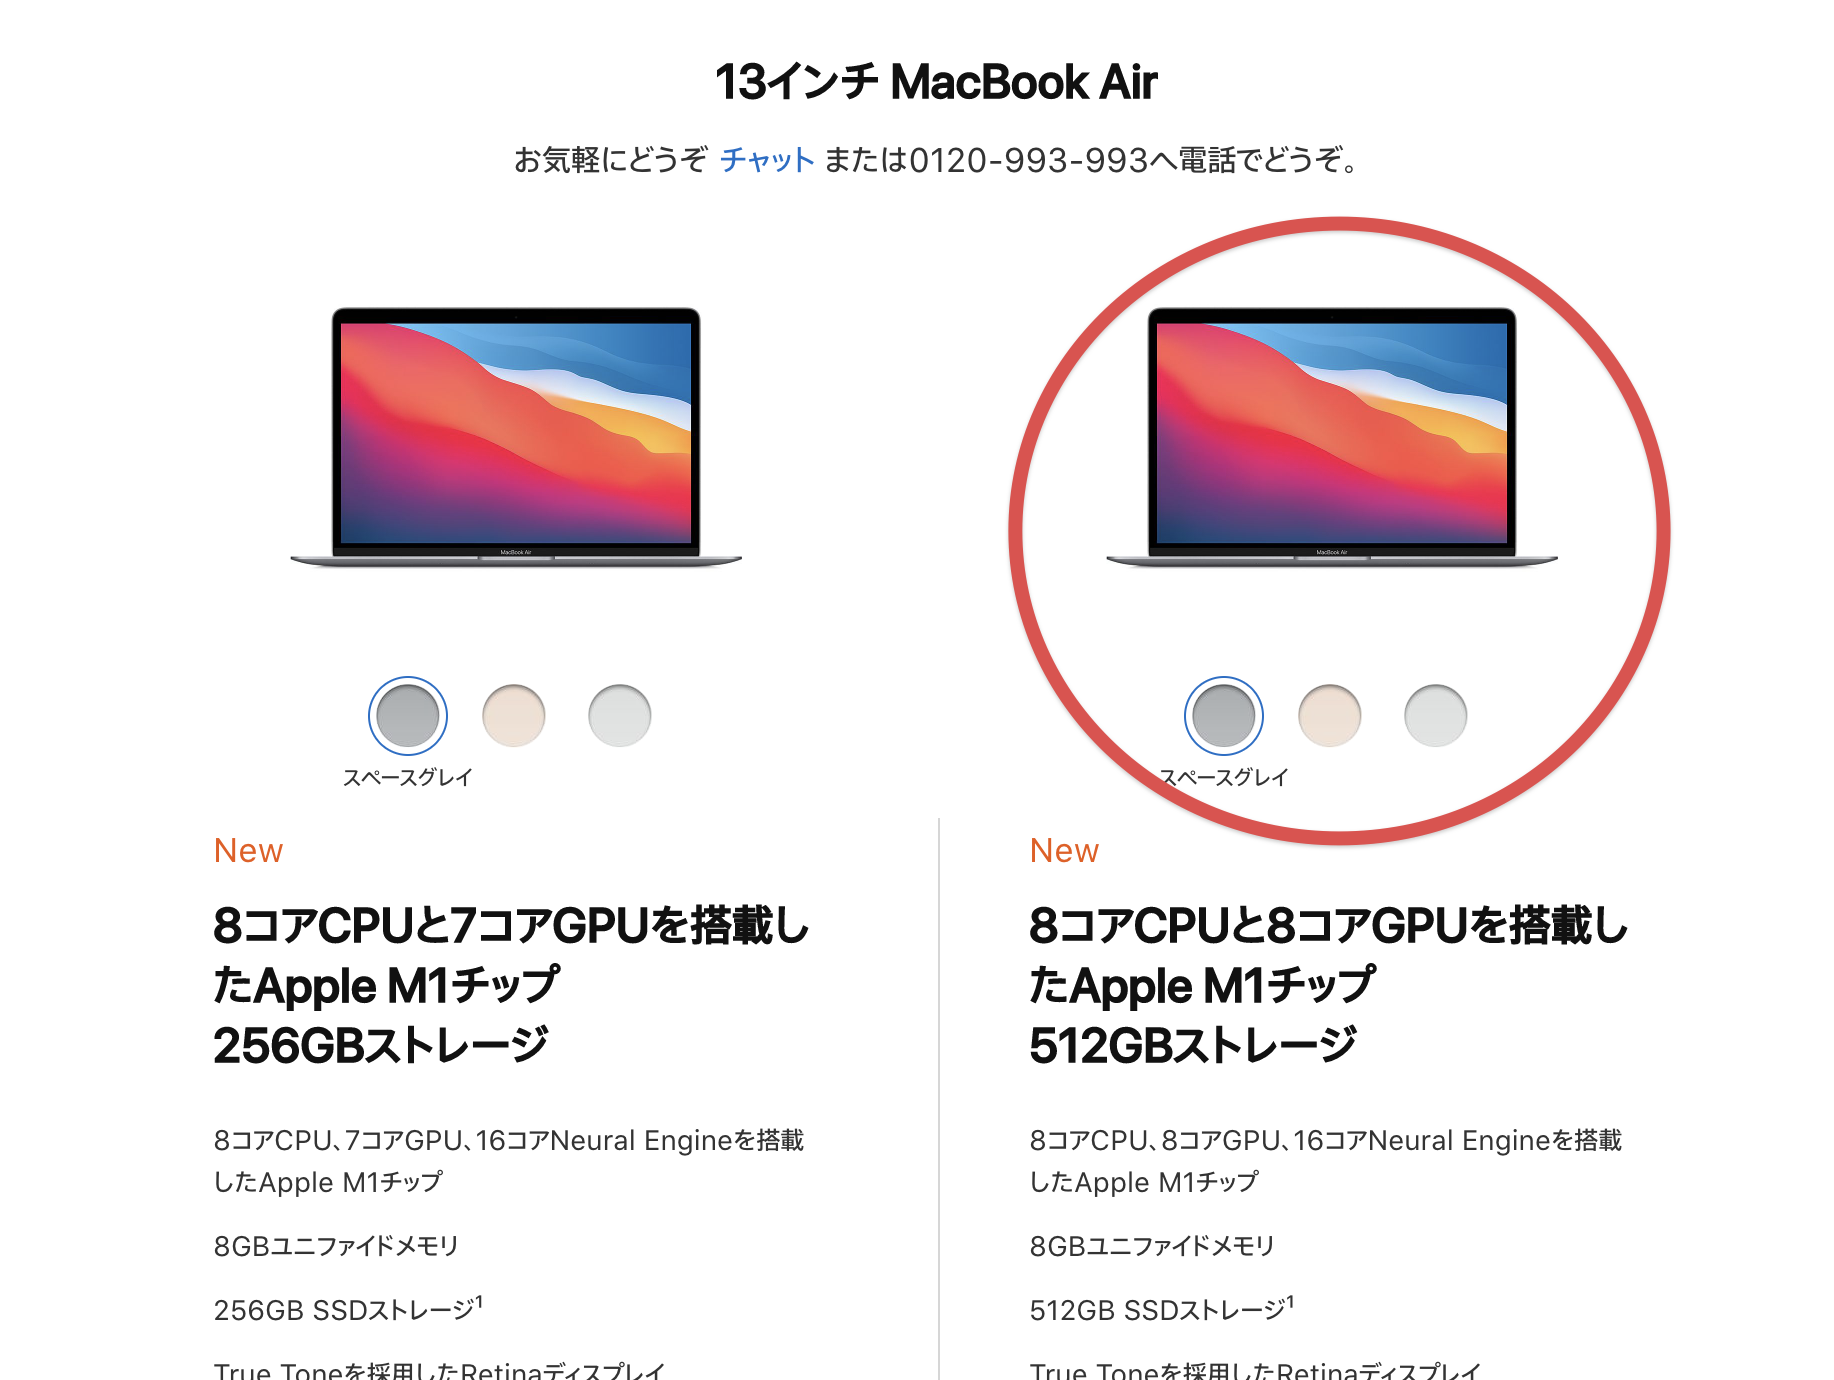 13インチ MacBook Air
お気軽にどうぞ チャット または0120-993-993へ電話でどうぞ。
MacBook Air
MacBook Air
スペースグレイ
スペースグレイ
New
8コアCPUと7コアGPUを搭載し
たApple M1チップ
256GBストレージ
8コアCPU、7コアGPU、16コアNeural Engineを搭載
したApple M1チップ
8GBユニファイドメモリ
256GB SSDストレージ¹
True Toneを採用したRetinaディスプレイ
New
8コアCPUと8コアGPUを搭載し
たApple M1チップ
512GBストレージ
8コアCPU、8コアGPU、16コアNeural Engineを搭載
したApple M1チップ
8GBユニファイドメモリ
512GB SSDストレージ¹
True Toneを採用したRetinaディスプレイ